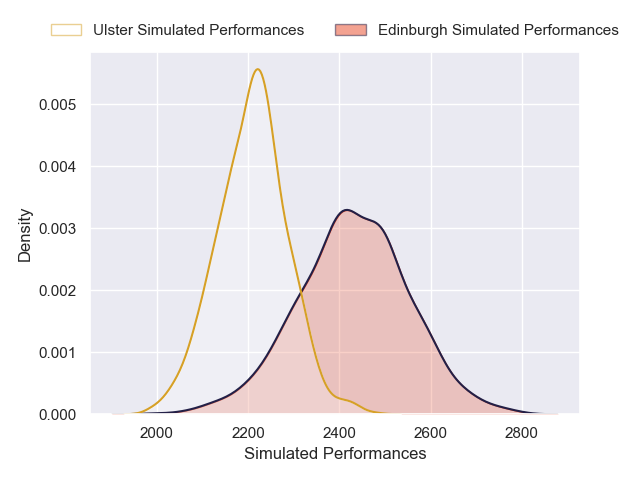 Ulster Simulated Performances Edinburgh Simulated Performances
0.005
0.004
0.003
0.002
0.001
0.000
Density
2000 2200 2400 2600 2800
Simulated Performances